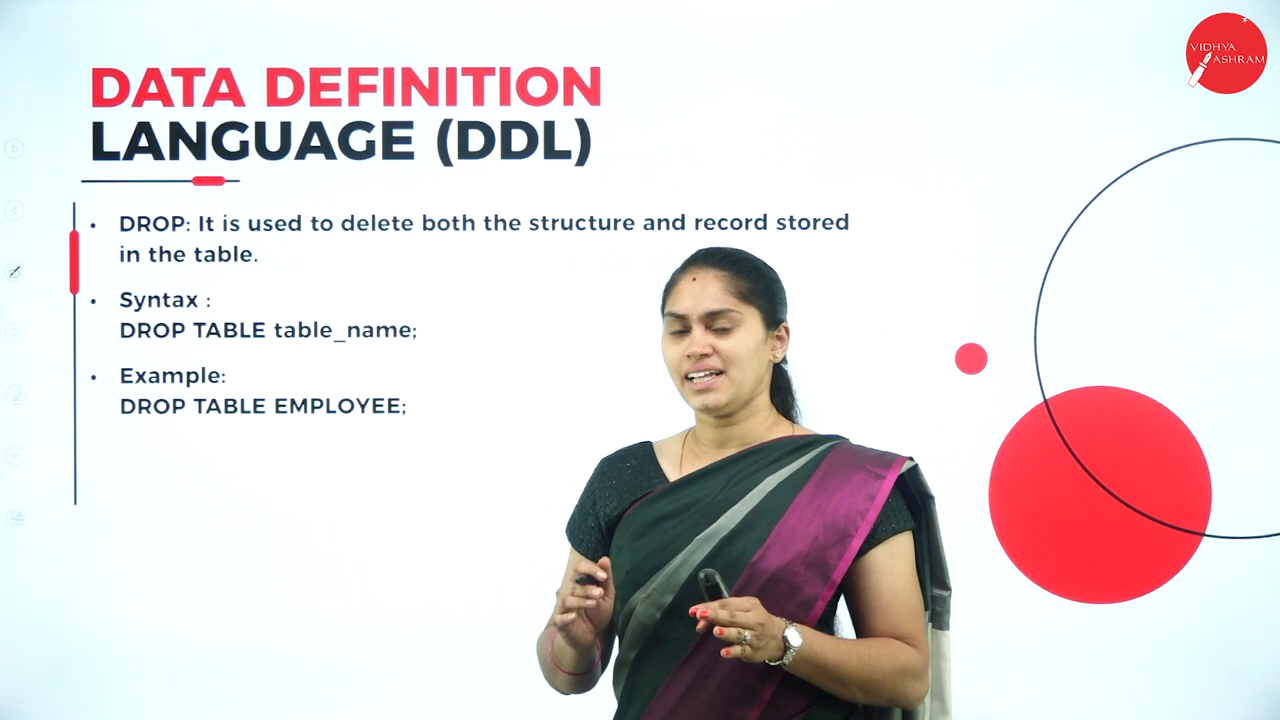 VIDHYA
ASHRAM
DATA DEFINITION
LANGUAGE (DDL)
• DROP: It is used to delete both the structure and record stored
in the table.
• Syntax :
DROP TABLE table_name;
• Example:
DROP TABLE EMPLOYEE;